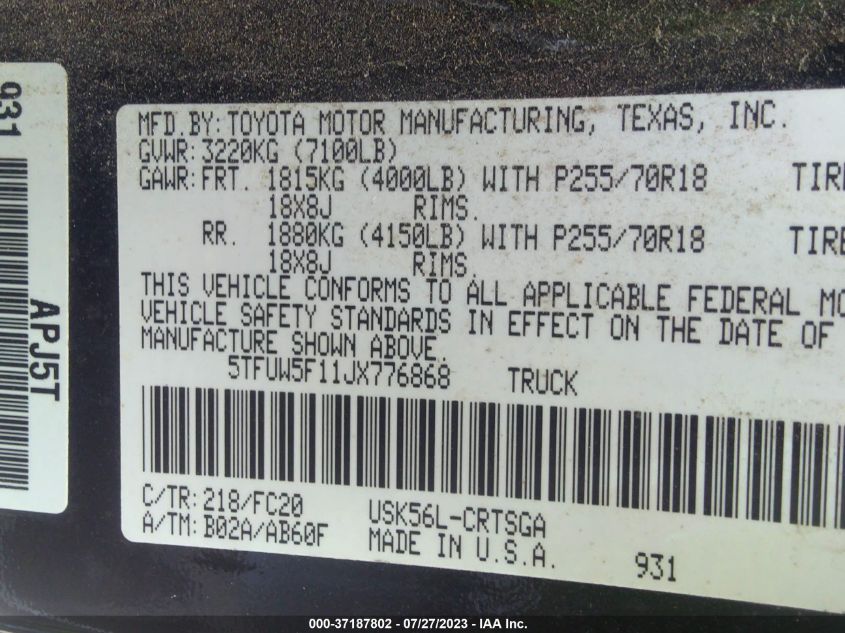 931
APJ5T
MFD.BY:TOYOTA MOTOR MANUFACTURING, TEXAS, INC.
GVWR:3220KG (7100LB)
GAWR:FRT. 1815KG (4000LB) WITH P255/70R18 TIRE
18X8J RIMS.
RR. 1880KG (4150LB) WITH P255/70R18 TIRE
18X8J RIMS.
THIS VEHICLE CONFORMS TO ALL APPLICABLE FEDERAL MO
VEHICLE SAFETY STANDARDS IN EFFECT ON THE DATE OF
MANUFACTURE SHOWN ABOVE.
5TFUW5F11JX776868 TRUCK
C/TR:218/FC20 USK56L-CRTSGA
A/TM:B02A/AB60F MADE IN U.S.A. 931
000-37187802 - 07/27/2023 - IAA Inc.